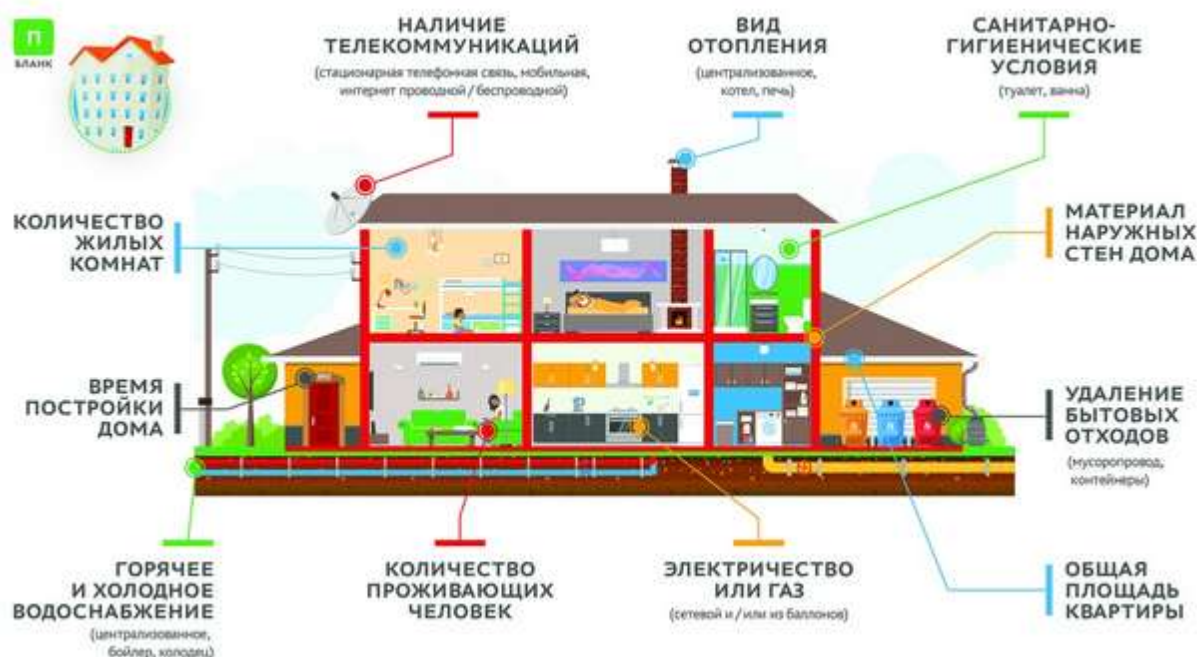 П
БЛАНК
НАЛИЧИЕ
ТЕЛЕКОММУНИКАЦИЙ
(стационарная телефонная связь, мобильная,
интернет проводной / беспроводной)
ВИД
ОТОПЛЕНИЯ
(централизованное,
котел, печь)
САНИТАРНО-
ГИГИЕНИЧЕСКИЕ
УСЛОВИЯ
(туалет, ванна)
КОЛИЧЕСТВО
ЖИЛЫХ
КОМНАТ
МАТЕРИАЛ
НАРУЖНЫХ
СТЕН ДОМА
ВРЕМЯ
ПОСТРОЙКИ
ДОМА
УДАЛЕНИЕ
БЫТОВЫХ
ОТХОДОВ
(мусоропровод,
контейнеры)
ГОРЯЧЕЕ
И ХОЛОДНОЕ
ВОДОСНАБЖЕНИЕ
(централизованное,
бойлер, колодец)
КОЛИЧЕСТВО
ПРОЖИВАЮЩИХ
ЧЕЛОВЕК
ЭЛЕКТРИЧЕСТВО
ИЛИ ГАЗ
(сетевой и / или из баллонов)
ОБЩАЯ
ПЛОЩАДЬ
КВАРТИРЫ